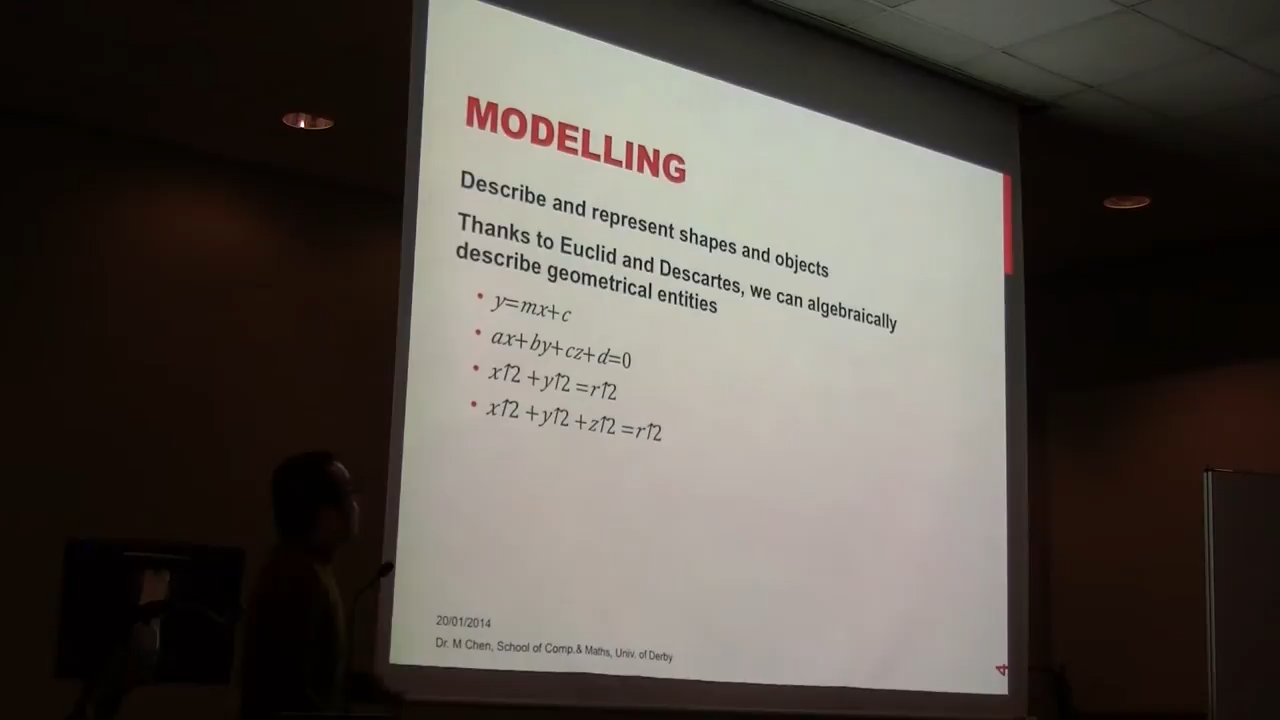 MODELLING
Describe and represent shapes and objects
Thanks to Euclid and Descartes, we can algebraically
describe geometrical entities
• y=mx+c
• ax+by+cz+d=0
• x↑2 +y↑2 =r↑2
• x↑2 +y↑2 +z↑2 =r↑2
20/01/2014
Dr. M Chen, School of Comp.& Maths, Univ. of Derby
4